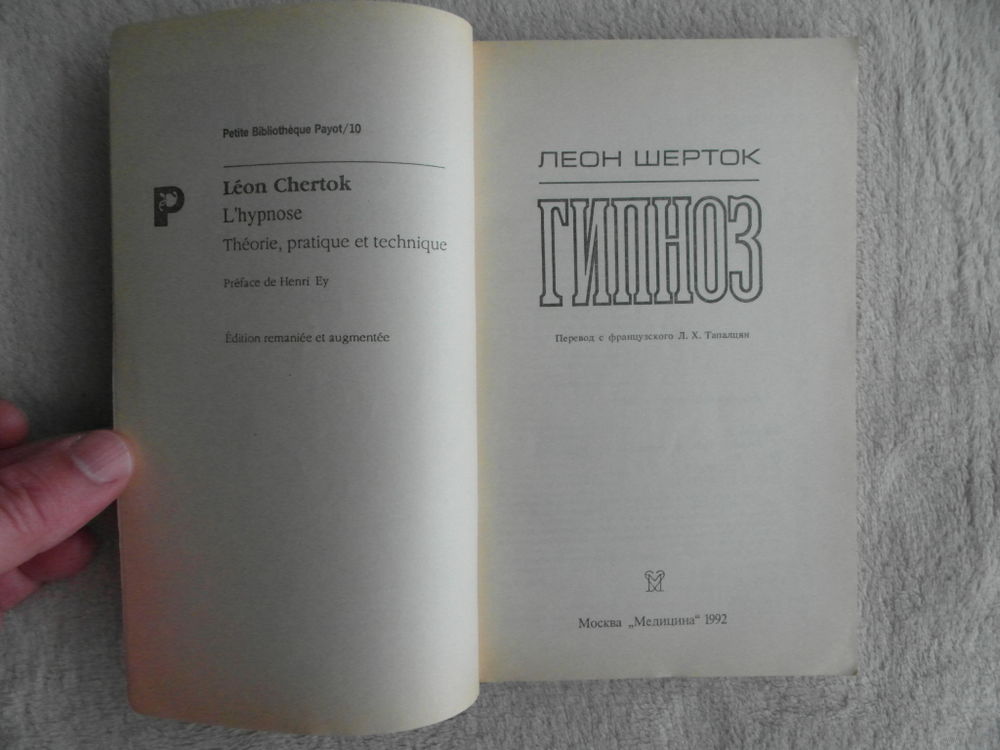 Petite Bibliothèque Payot/10
Léon Chertok
L'hypnose
Théorie, pratique et technique
Préface de Henri Ey
Édition remaniée et augmentée
ЛЕОН ШЕРТОК
ГИПНОЗ
Перевод с французского Л. Х. Тапалцян
Москва „Медицина“ 1992